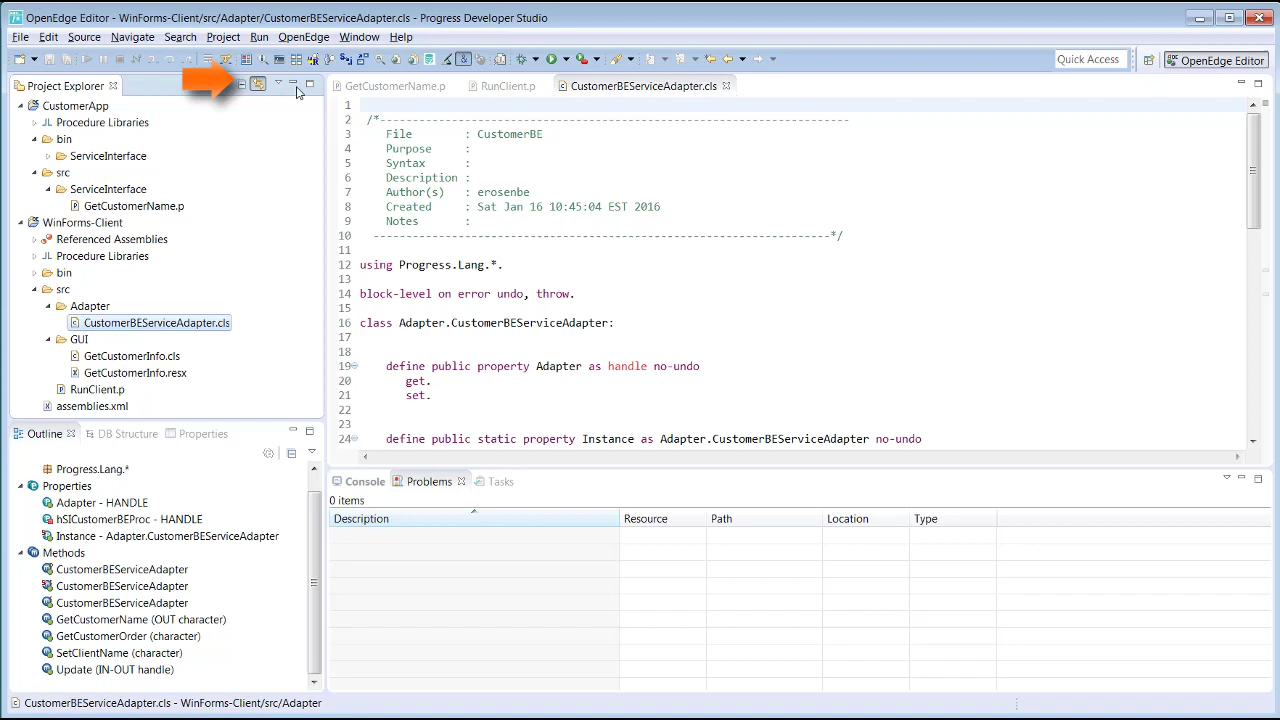 OpenEdge Editor - WinForms-Client/src/Adapter/CustomerBEServiceAdapter.cls - Progress Developer Studio
File Edit Source Navigate Search Project Run OpenEdge Window Help
Quick Access
OpenEdge Editor
Project Explorer
CustomerApp
Procedure Libraries
bin
ServiceInterface
src
ServiceInterface
GetCustomerName.p
WinForms-Client
Referenced Assemblies
Procedure Libraries
bin
src
Adapter
CustomerBEServiceAdapter.cls
GUI
GetCustomerInfo.cls
GetCustomerInfo.resx
RunClient.p
assemblies.xml
GetCustomerName.p RunClient.p CustomerBEServiceAdapter.cls
1
2 /*---------------------------------------------------------------------
3 File : CustomerBE
4 Purpose :
5 Syntax :
6 Description :
7 Author(s) : erosenbe
8 Created : Sat Jan 16 10:45:04 EST 2016
9 Notes :
10 ---------------------------------------------------------------------*/
11
12 using Progress.Lang.*.
13
14 block-level on error undo, throw.
15
16 class Adapter.CustomerBEServiceAdapter:
17
18
19 define public property Adapter as handle no-undo
20 get.
21 set.
22
23
24 define public static property Instance as Adapter.CustomerBEServiceAdapter no-undo
Outline DB Structure Properties
Progress.Lang.*
Properties
Adapter - HANDLE
hSICustomerBEProc - HANDLE
Instance - Adapter.CustomerBEServiceAdapter
Methods
CustomerBEServiceAdapter
CustomerBEServiceAdapter
CustomerBEServiceAdapter
GetCustomerName (OUT character)
GetCustomerOrder (character)
SetClientName (character)
Update (IN-OUT handle)
Console Problems Tasks
0 items
Description Resource Path Location Type
CustomerBEServiceAdapter.cls - WinForms-Client/src/Adapter